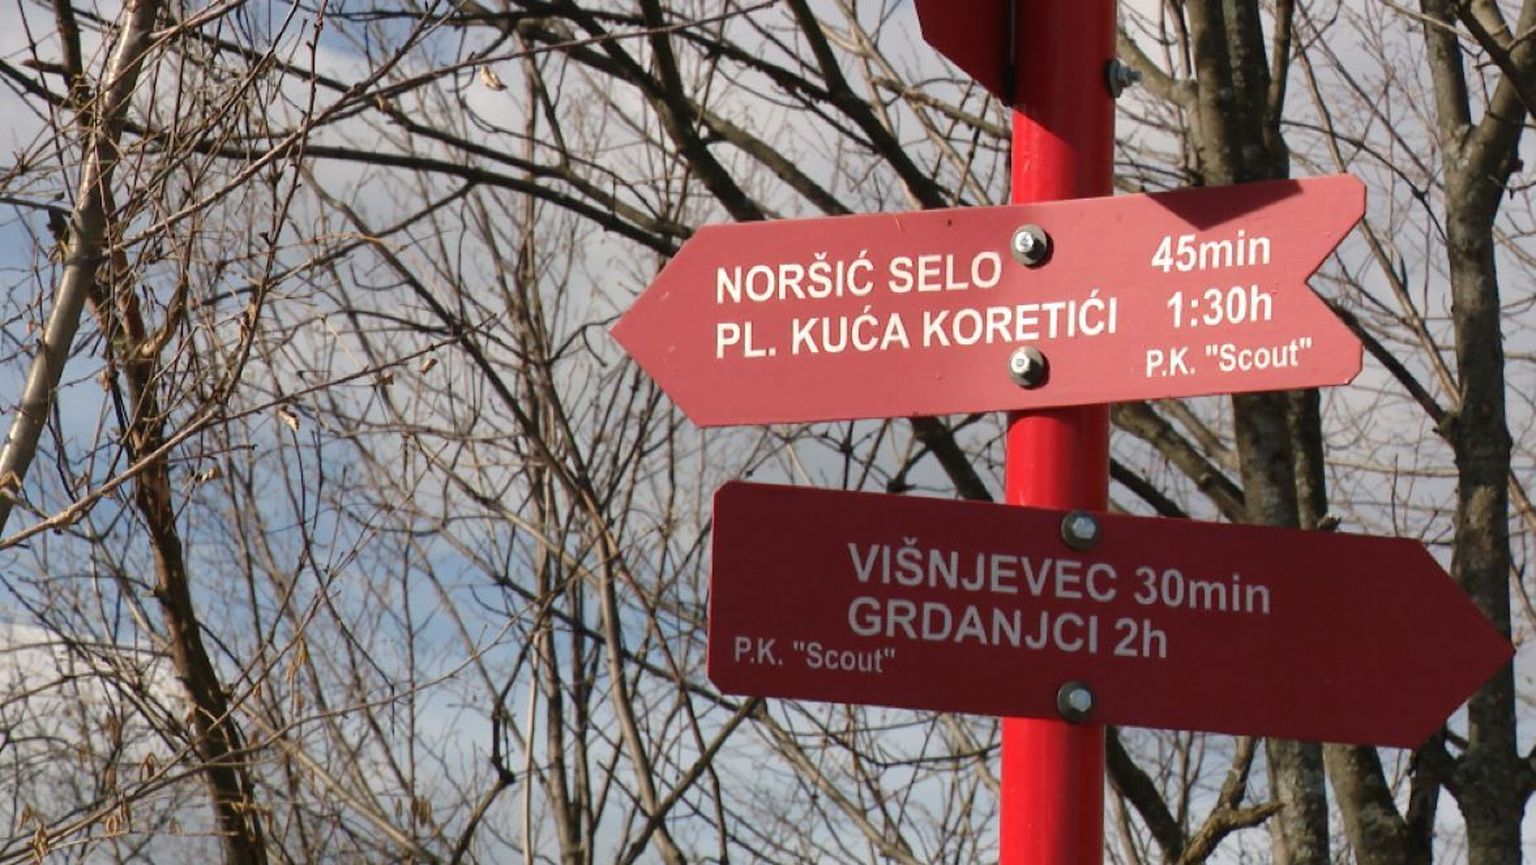 NORŠIĆ SELO 45min
PL. KUĆA KORETIĆI 1:30h
P.K. "Scout"
VIŠNJEVEC 30min
GRDANJCI 2h
P.K. "Scout"